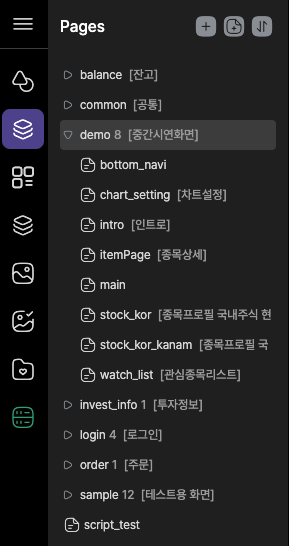 Pages
balance [잔고]
common [공통]
demo 8 [중간시연화면]
bottom_navi
chart_setting [차트설정]
intro [인트로]
itemPage [종목상세]
main
stock_kor [종목프로필 국내주식 현
stock_kor_kanam [종목프로필 국
watch_list [관심종목리스트]
invest_info 1 [투자정보]
login 4 [로그인]
order 1 [주문]
sample 12 [테스트용 화면]
script_test